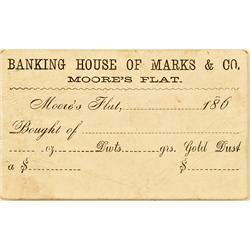 BANKING HOUSE OF MARKS & CO.
MOORE'S FLAT.
Moore's Flat, 186
Bought of
oz. Dwts. grs. Gold Dust
a $ $